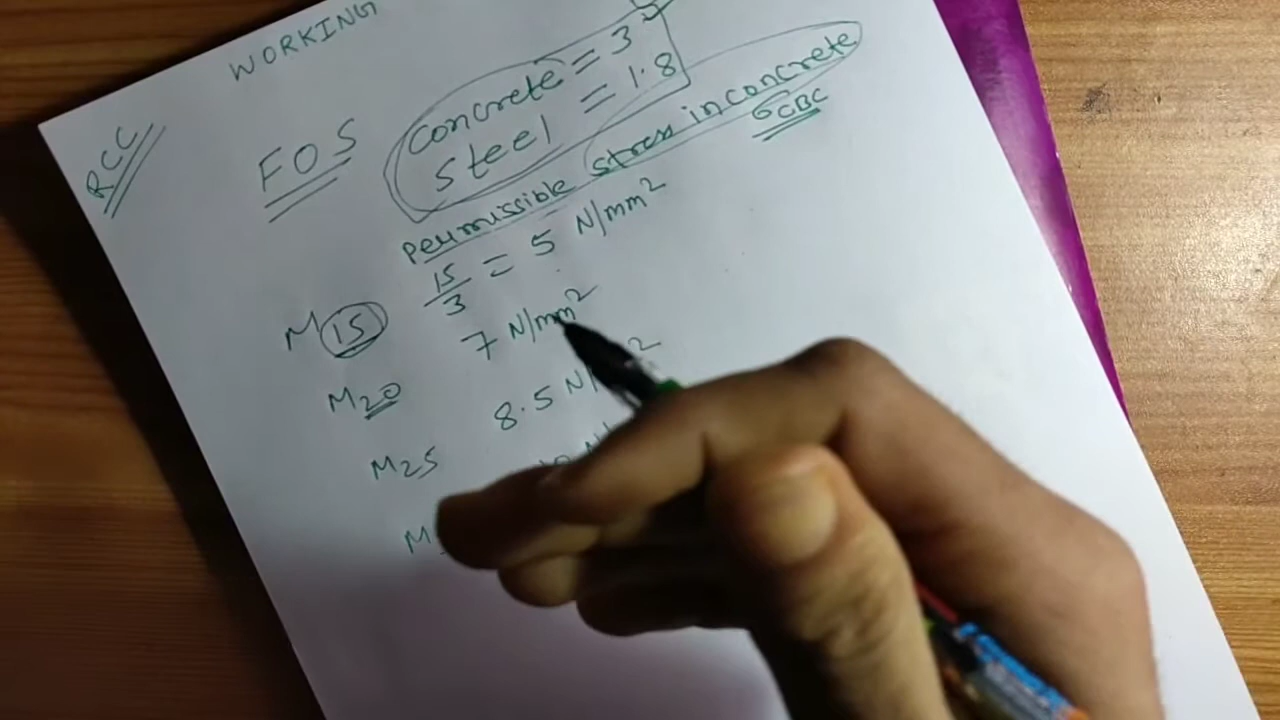 WORKING
RCC
FOS
Concrete = 3
Steel = 1.8
Permissible stress in concrete
σCBC
M15 15/3 = 5 N/mm²
M20 7 N/mm²
M25 8.5 N/ 2
M